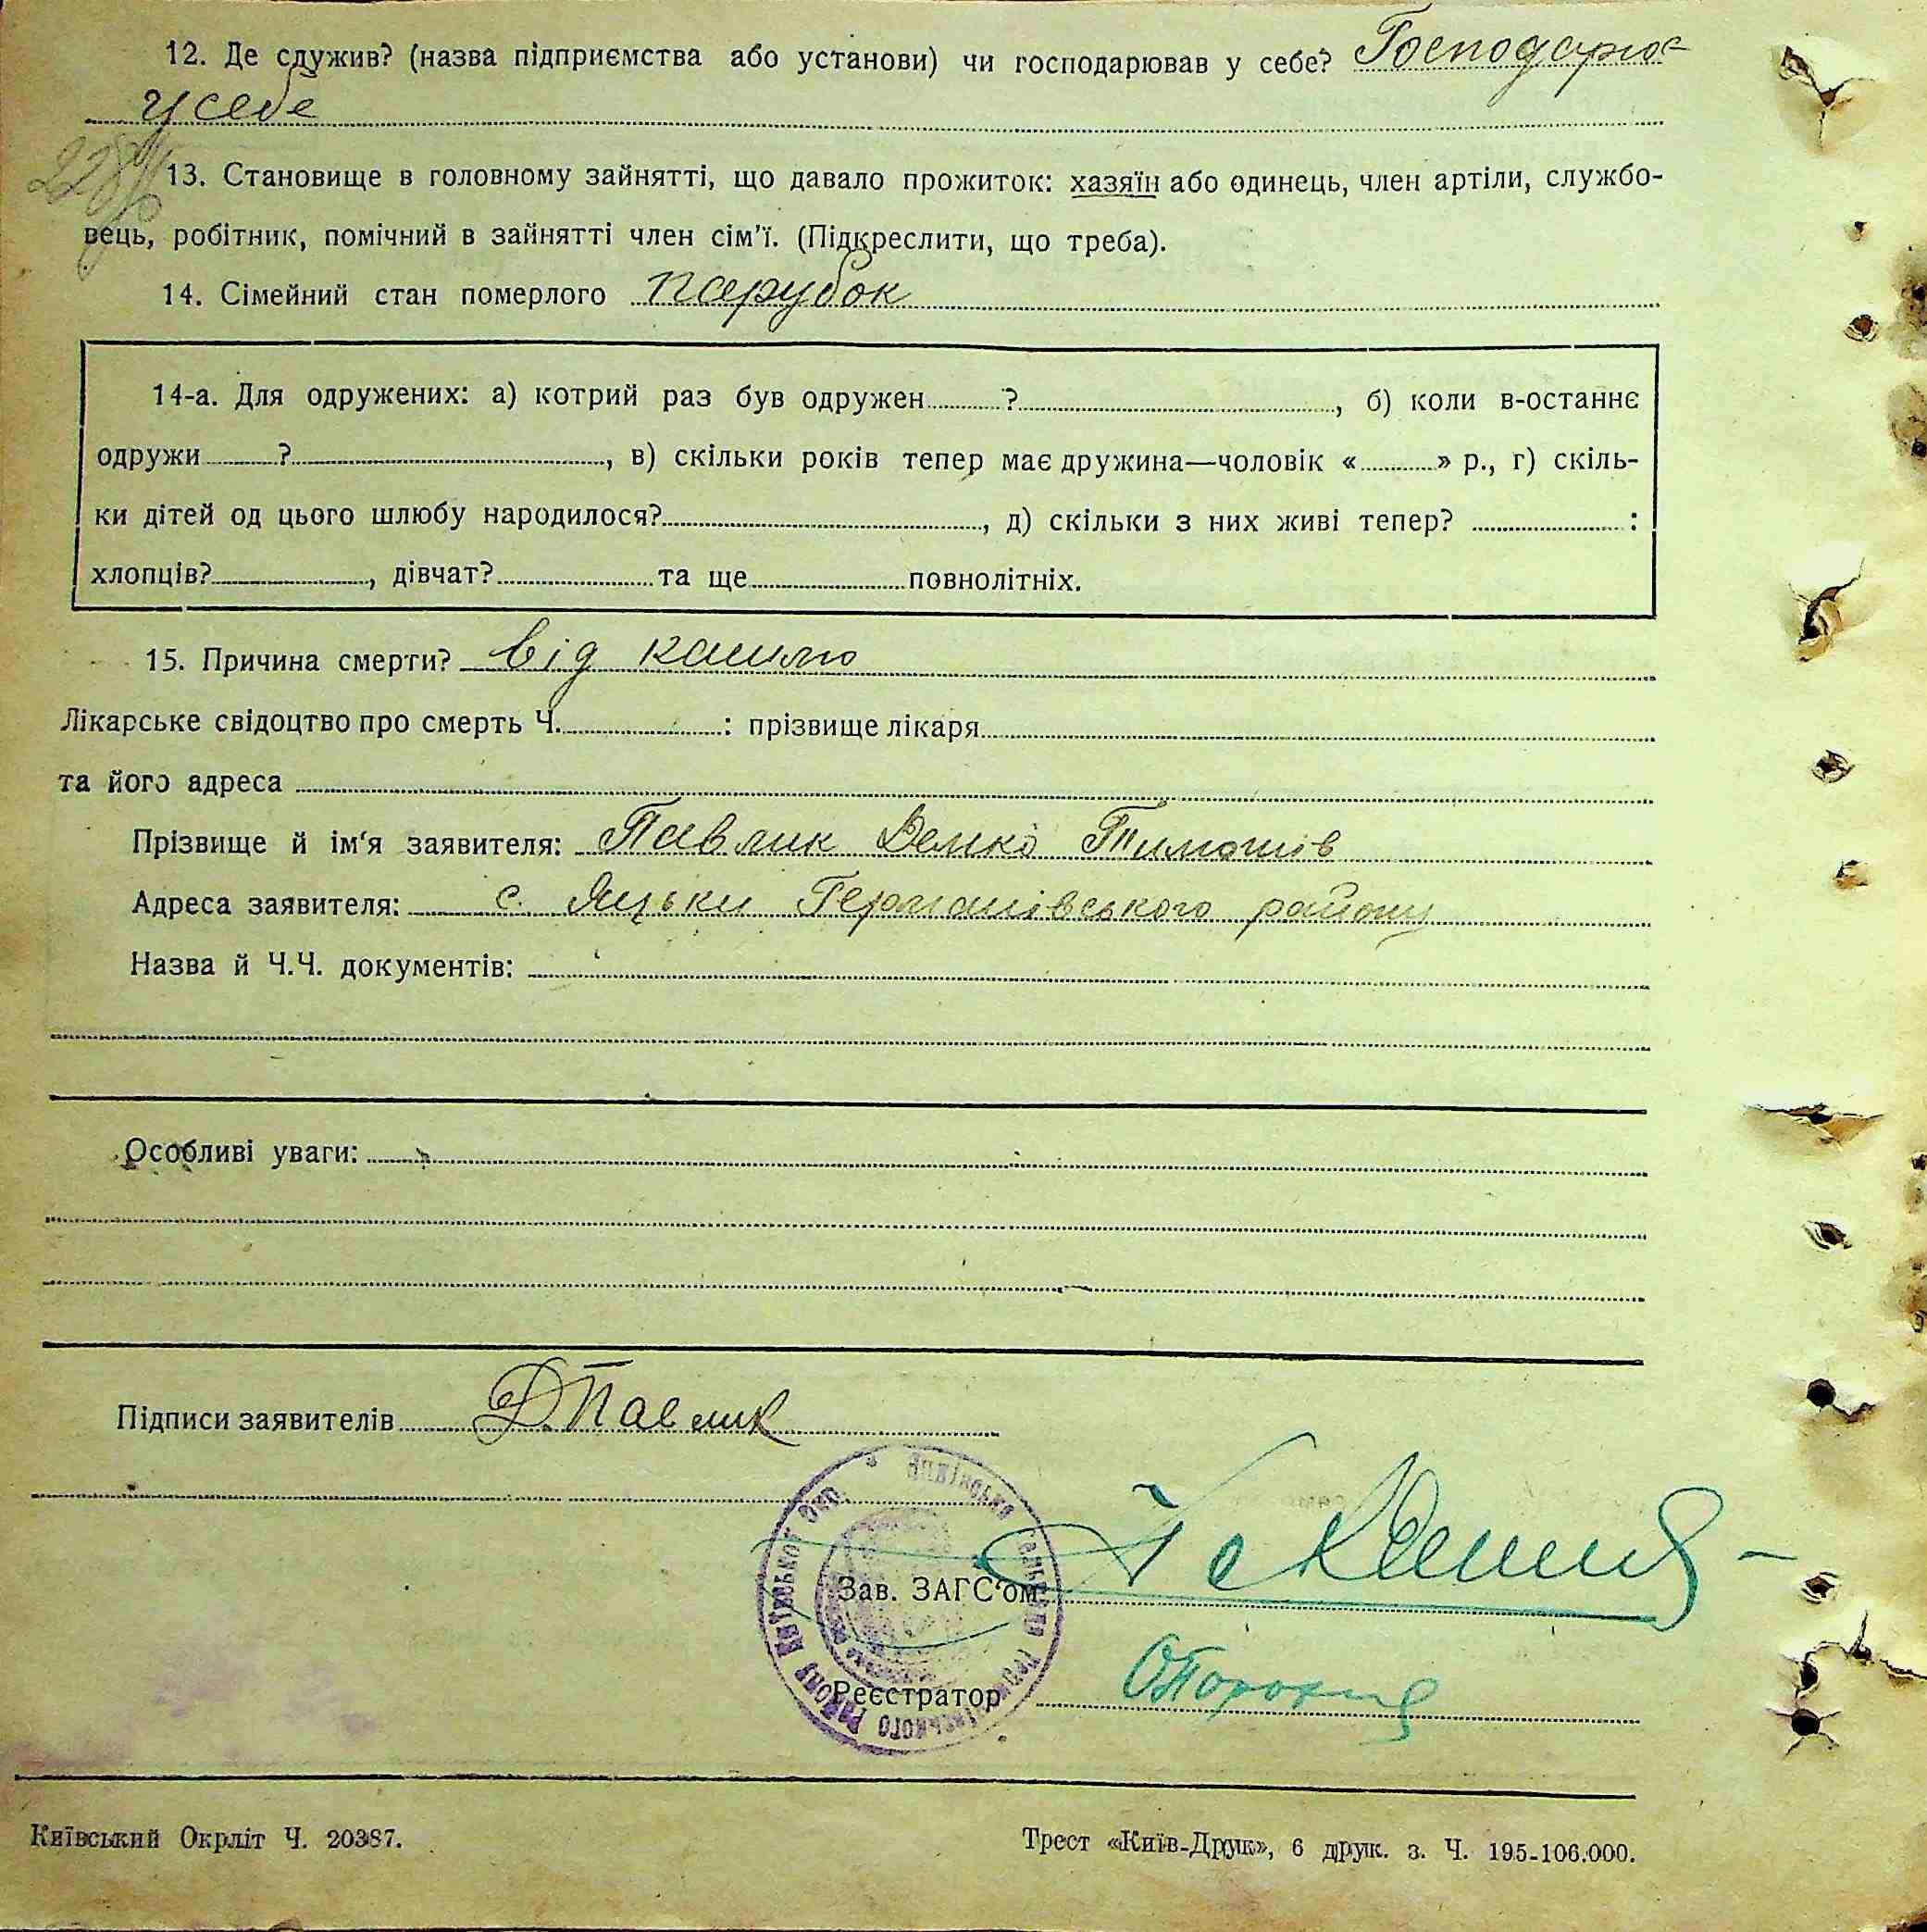 12. Де служив? (назва підприємства або установи) чи господарював у себе? Господарює
у себе
13. Становище в головному зайнятті, що давало прожиток: хазяїн або одинець, член артіли, службо-
вець, робітник, помічний в зайнятті член сім'ї. (Підкреслити, що треба).
14. Сімейний стан померлого парубок
14-а. Для одружених: а) котрий раз був одружен ? , б) коли в-останнє
одружи ? , в) скільки років тепер має дружина—чоловік « » р., г) скіль-
ки дітей од цього шлюбу народилося? , д) скільки з них живі тепер? :
хлопців? , дівчат? та ще повнолітніх.
15. Причина смерти? від кашлю
Лікарське свідоцтво про смерть Ч. : прізвище лікаря
та його адреса
Прізвище й ім'я заявителя: Павлик Демко Тимошів
Адреса заявителя: с. Яцьки Германівського району
Назва й Ч.Ч. документів:
Особливі уваги:
Підписи заявителів Д. Павлик
Зав. ЗАГС'ом
Реєстратор
Київський Окрліт Ч. 20387.
Трест «Київ-Друк», 6 друк. з. Ч. 195-106.000.